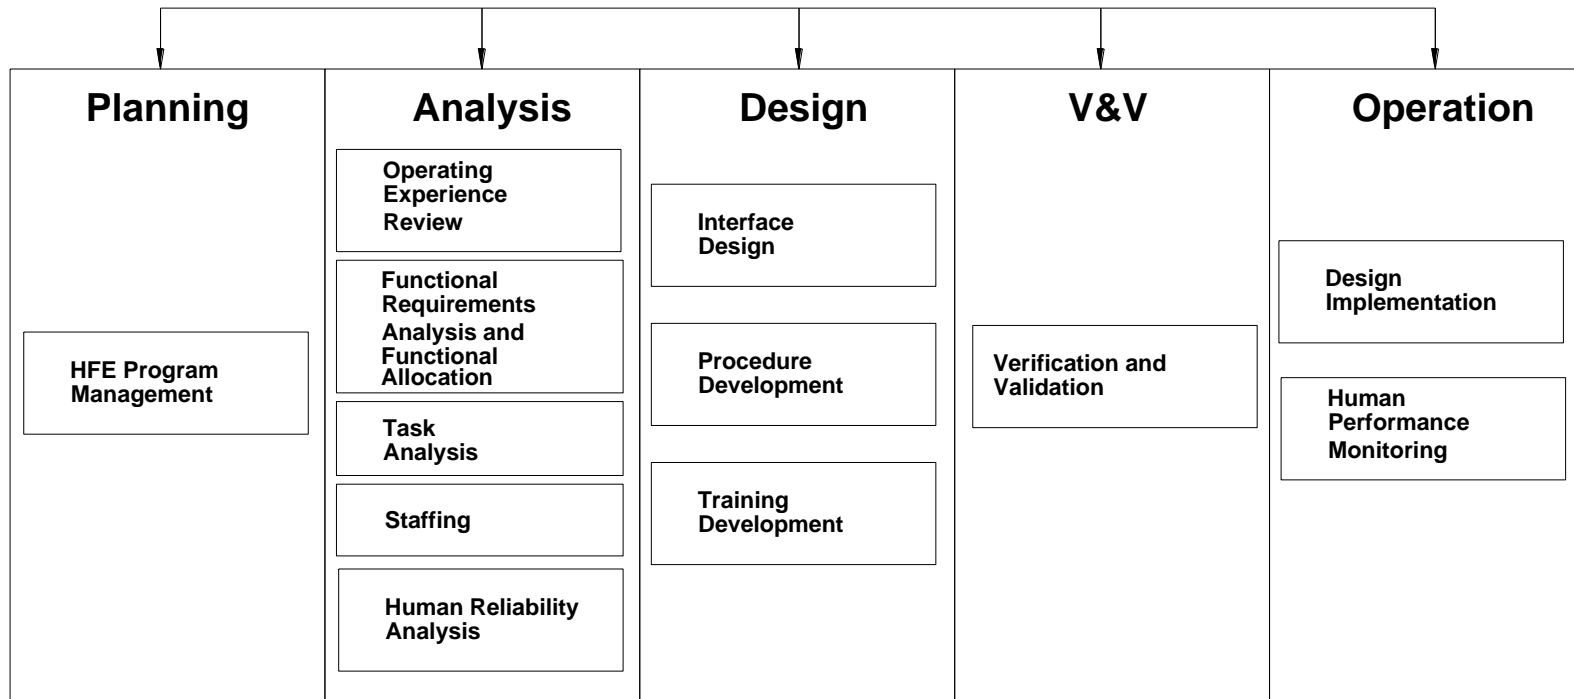 Planning
Analysis
Design
V&V
Operation
HFE Program
Management
Operating
Experience
Review
Functional
Requirements
Analysis and
Functional
Allocation
Task
Analysis
Staffing
Human Reliability
Analysis
Interface
Design
Procedure
Development
Training
Development
Verification and
Validation
Design
Implementation
Human
Performance
Monitoring